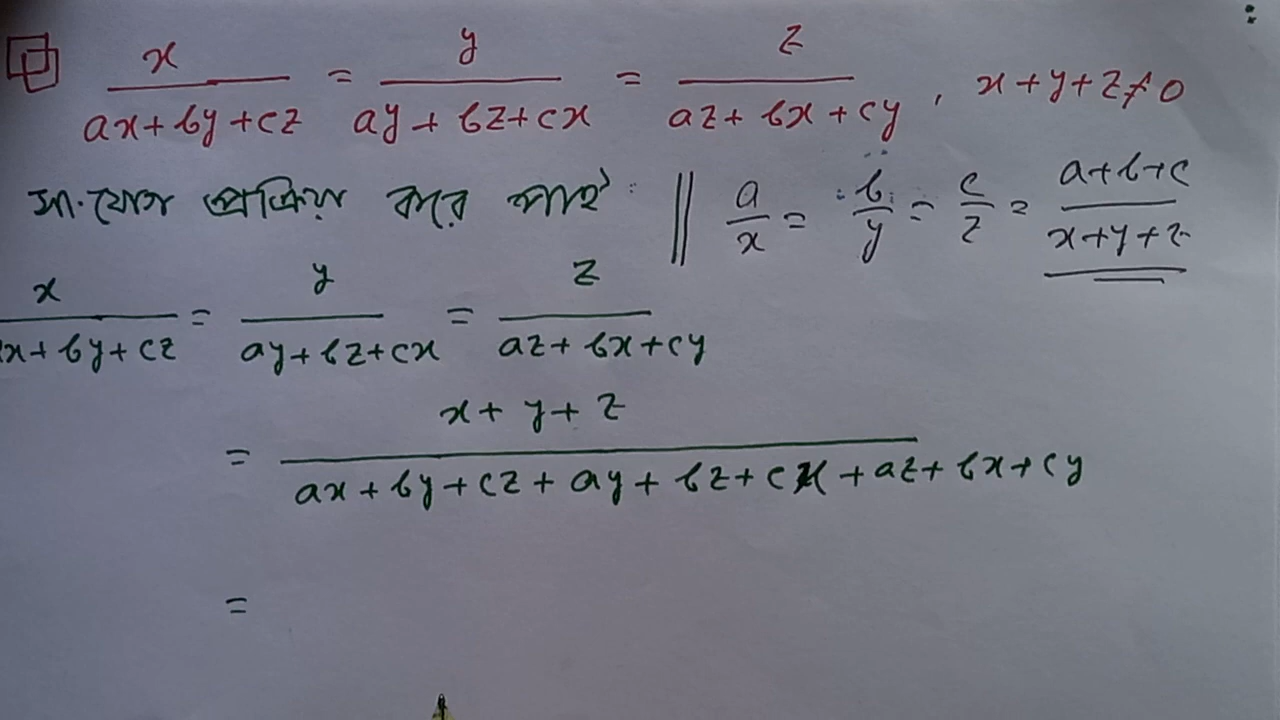 x/(ax+by+cz) = y/(ay+bz+cx) = z/(az+bx+cy) , x+y+z≠0
সং.যোগ প্রক্রিয়া করে পাই || a/x = b/y = c/z = (a+b+c)/(x+y+z)
x/(ax+by+cz) = y/(ay+bz+cx) = z/(az+bx+cy)
= (x+y+z)/(ax+by+cz+ay+bz+cx+az+bx+cy)
=